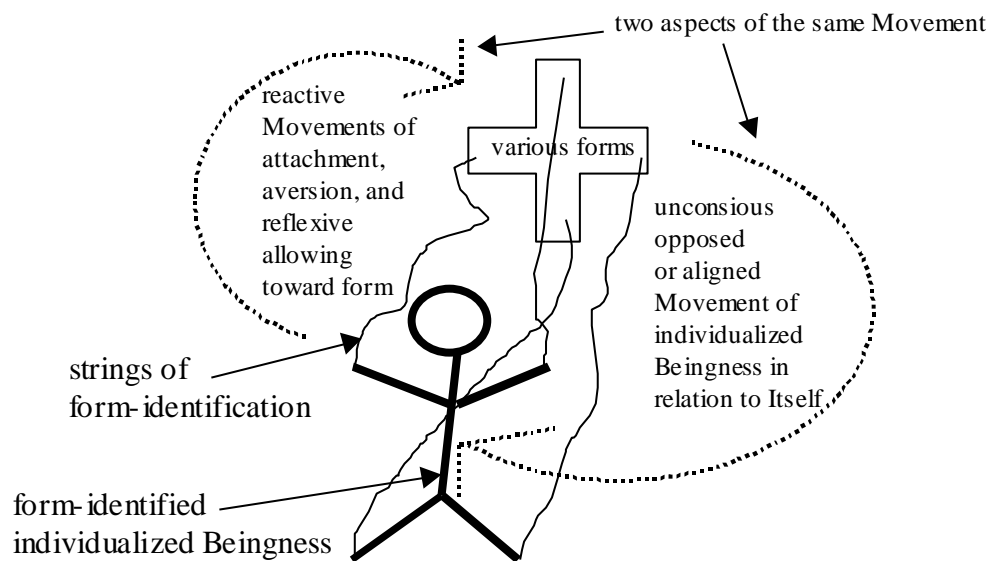 two aspects of the same Movement
reactive
Movements of
attachment,
aversion, and
reflexive
allowing
toward form
various forms
unconsious
opposed
or aligned
Movement of
individualized
Beingness in
relation to Itself
strings of
form-identification
form-identified
individualized Beingness